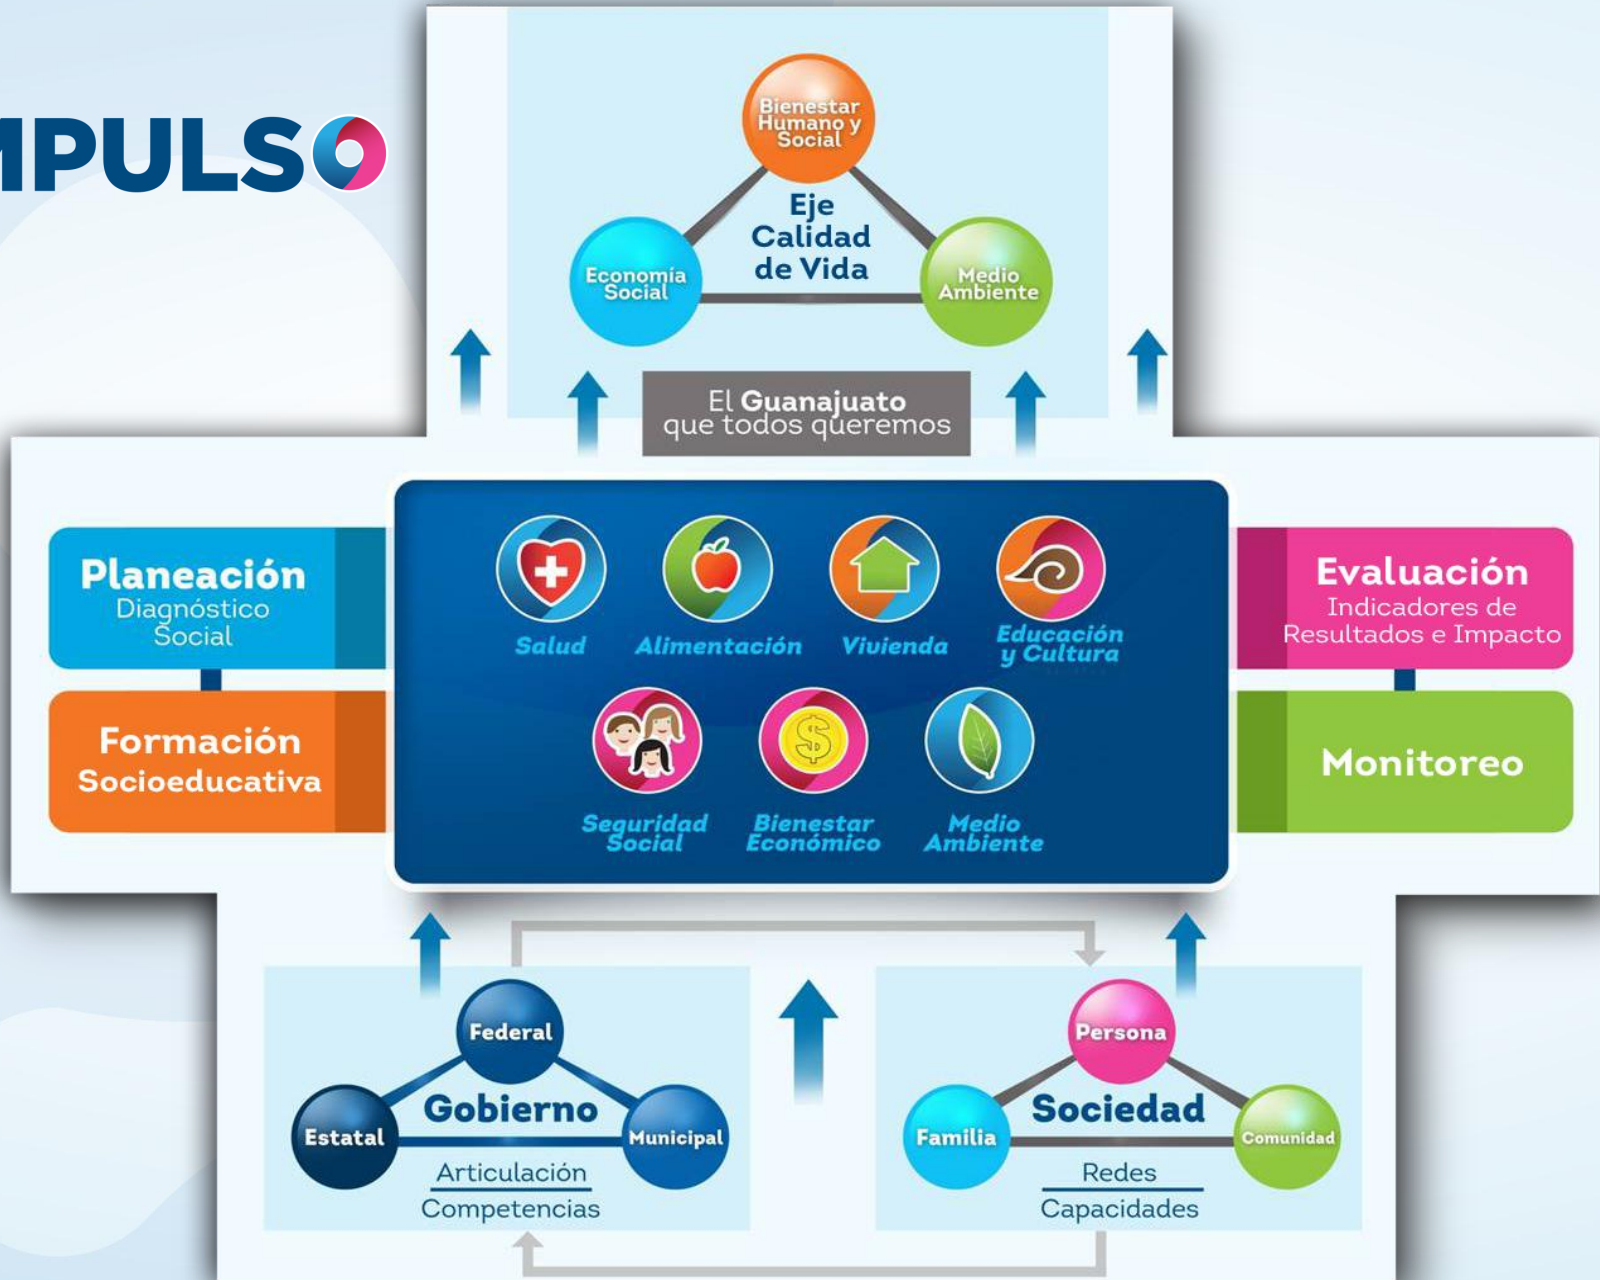 MPULSO
Bienestar
Humano y
Social
Eje
Calidad
de Vida
Economía
Social
Medio
Ambiente
El Guanajuato
que todos queremos
Planeación
Diagnóstico
Social
Formación
Socioeducativa
Salud
Alimentación
Vivienda
Educación
y Cultura
Seguridad
Social
Bienestar
Económico
Medio
Ambiente
Evaluación
Indicadores de
Resultados e Impacto
Monitoreo
Federal
Gobierno
Estatal
Municipal
Articulación
Competencias
Persona
Sociedad
Familia
Comunidad
Redes
Capacidades